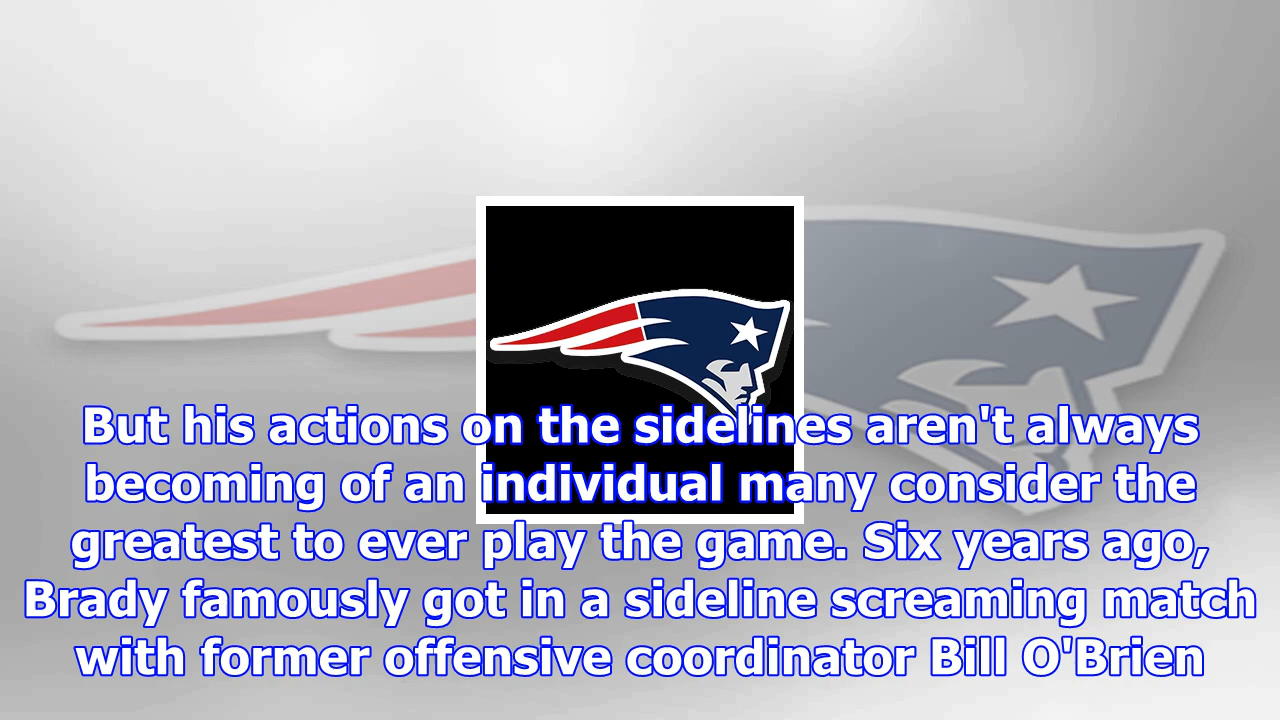 But his actions on the sidelines aren't always
becoming of an individual many consider the
greatest to ever play the game. Six years ago,
Brady famously got in a sideline screaming match
with former offensive coordinator Bill O'Brien